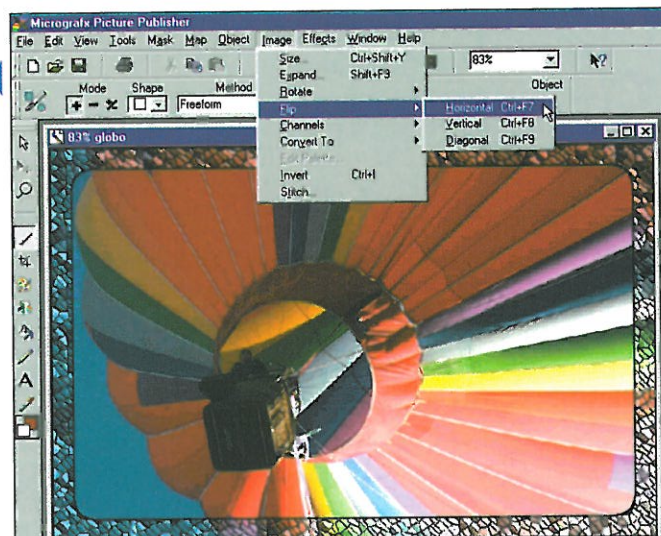 Micrografx Picture Publisher
File Edit View Tools Mask Map Object Image Effects Window Help
83%
Mode Shape Method Object
Freeform
Size... Ctrl+Shift+Y
Expand... Shift+F9
Rotate
Flip
Channels
Convert To
Edit Palette...
Invert Ctrl+I
Stitch...
Horizontal Ctrl+F7
Vertical Ctrl+F8
Diagonal Ctrl+F9
83% globo
A